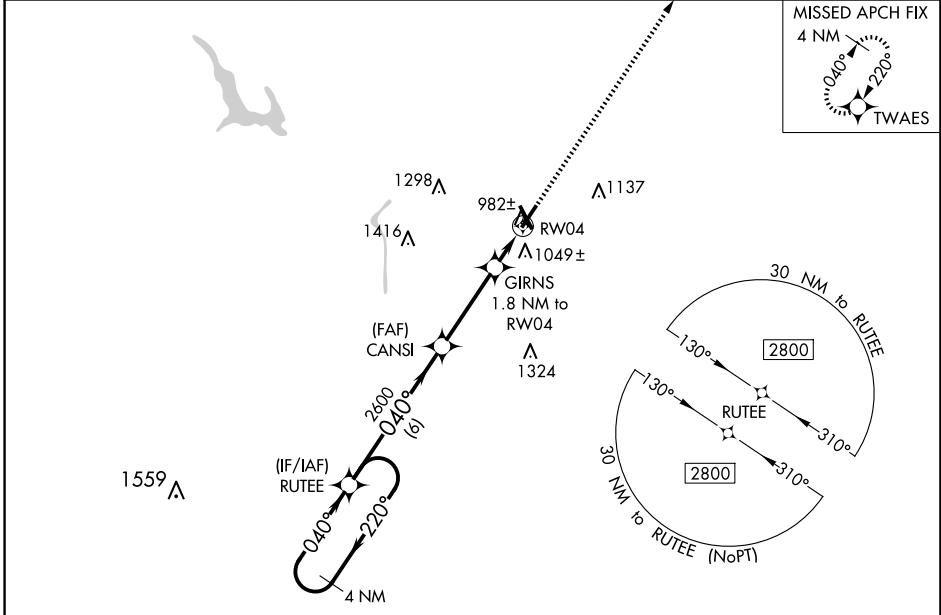 MISSED APCH FIX
4 NM
040°
220°
TWAES
1298
1137
982±
RW04
1416
1049±
GIRNS
1.8 NM to
RW04
(FAF)
CANSI
1324
2600
040°
(6)
(IF/IAF)
RUTEE
1559
040°
220°
4 NM
30 NM to RUTEE
2800
130°
310°
130°
RUTEE
310°
2800
30 NM to RUTEE (NoPT)